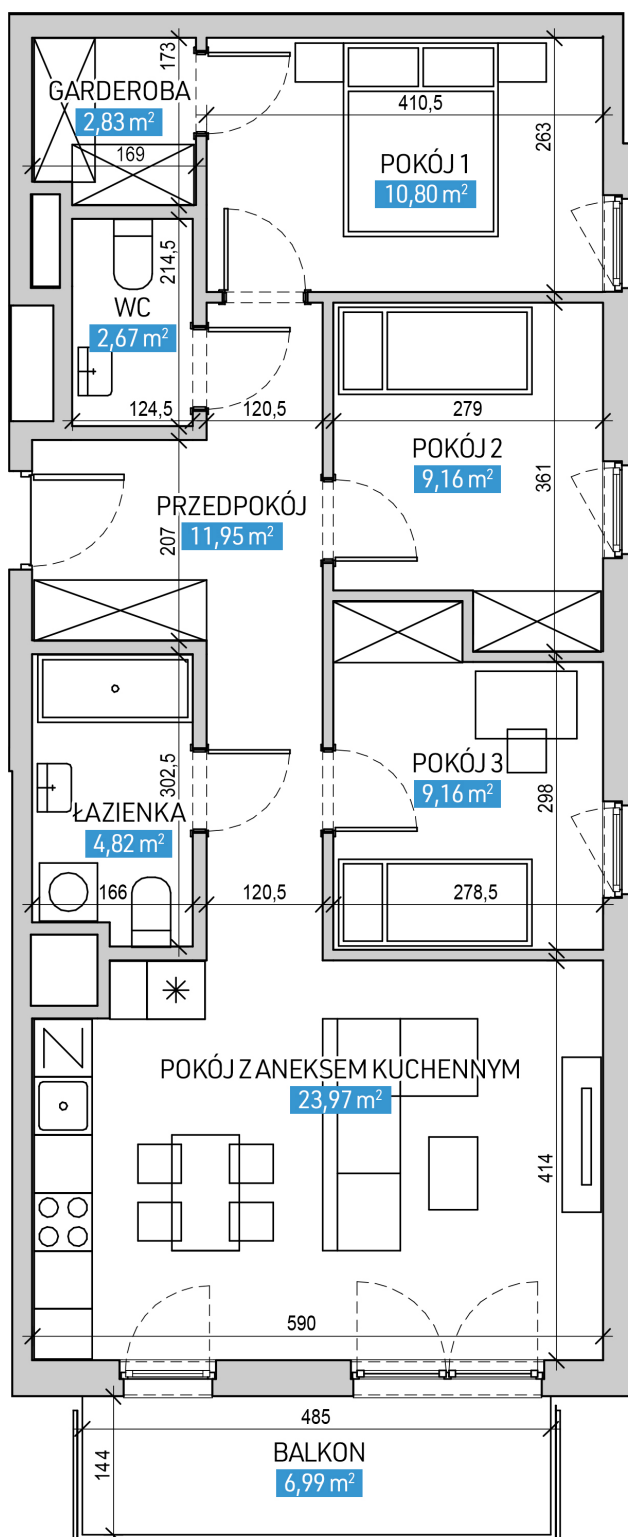 173
GARDEROBA
2,83 m²
169
410,5
263
POKÓJ 1
10,80 m²
214,5
WC
2,67 m²
124,5
120,5
279
POKÓJ 2
9,16 m²
361
PRZEDPOKÓJ
11,95 m²
207
302,5
ŁAZIENKA
4,82 m²
166
120,5
POKÓJ 3
9,16 m²
298
278,5
POKÓJ Z ANEKSEM KUCHENNYM
23,97 m²
414
590
485
144
BALKON
6,99 m²